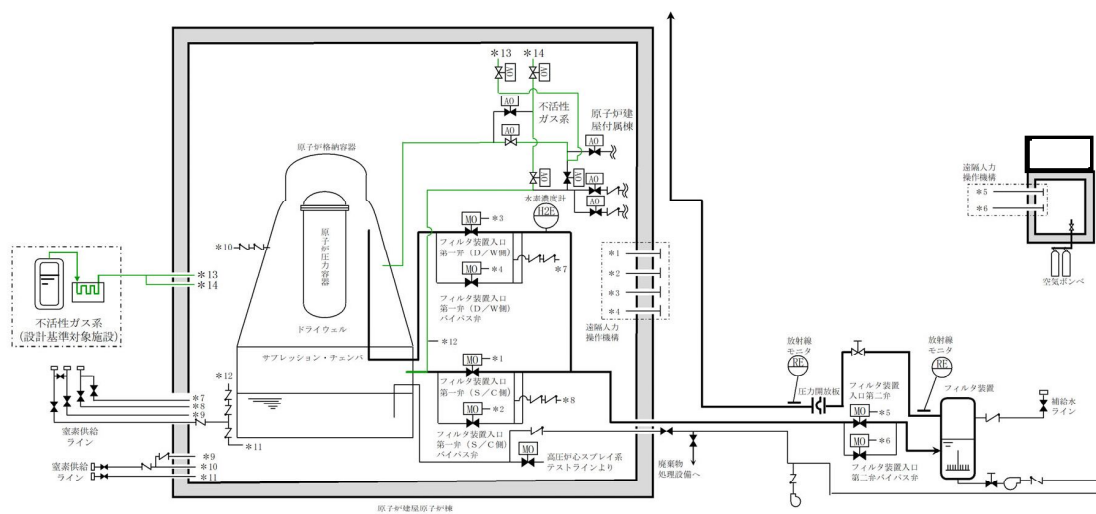 *13
*14
AO
AO
AO
不活性
ガス系
原子炉建
屋付属棟
AO
AO
AO
AO
AO
AO
水素濃度計
H2E
原子炉格納容器
原子炉圧力容器
ドライウェル
サプレッション・チェンバ
*10
MO
*3
フィルタ装置入口
第一弁(D/W側)
MO
*4
*7
フィルタ装置入口
第一弁(D/W側)
バイパス弁
*12
MO
*1
フィルタ装置入口
第一弁(S/C側)
MO
*2
*8
フィルタ装置入口
第一弁(S/C側)
バイパス弁
MO
高圧炉心スプレイ系
テストラインより
*12
*11
*1
*2
*3
*4
遠隔人力
操作機構
*13
*14
不活性ガス系
(設計基準対象施設)
*7
*8
*9
窒素供給
ライン
*9
*10
*11
窒素供給
ライン
原子炉建屋原子炉棟
廃棄物
処理設備へ
放射線
モニタ
RE
圧力開放板
放射線
モニタ
RE
フィルタ装置
フィルタ装置
入口第二弁
MO
*5
MO
*6
フィルタ装置入口
第二弁バイパス弁
補給水
ライン
遠隔人力
操作機構
*5
*6
空気ボンベ